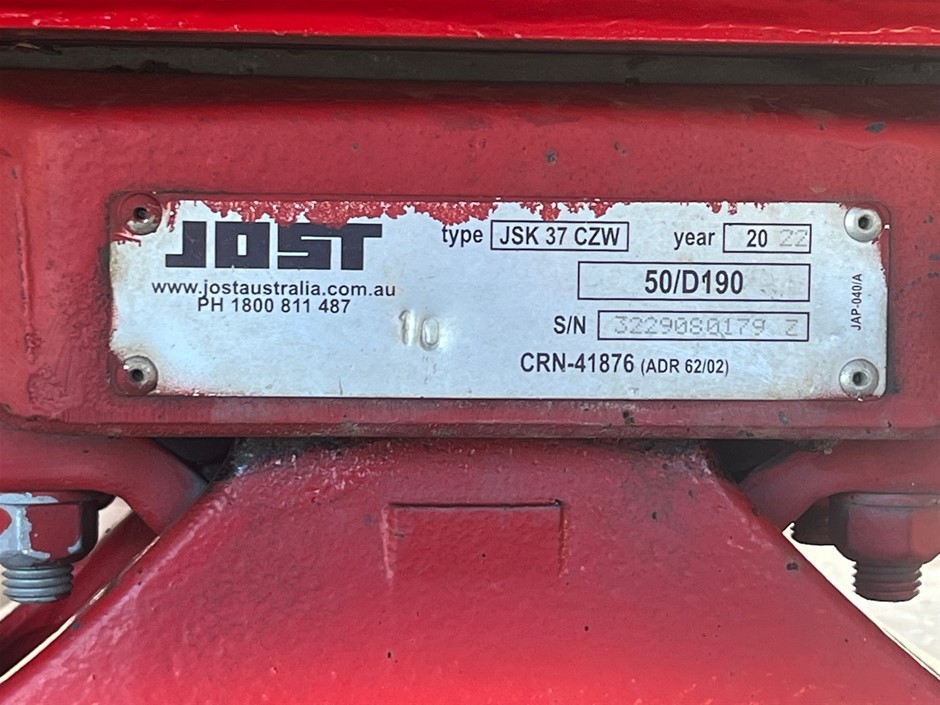 JOST
www.jostaustralia.com.au
PH 1800 811 487
10
type JSK 37 CZW year 20 22
50/D190
S/N 3229080179 Z
CRN-41876 (ADR 62/02)
JAP-040/A